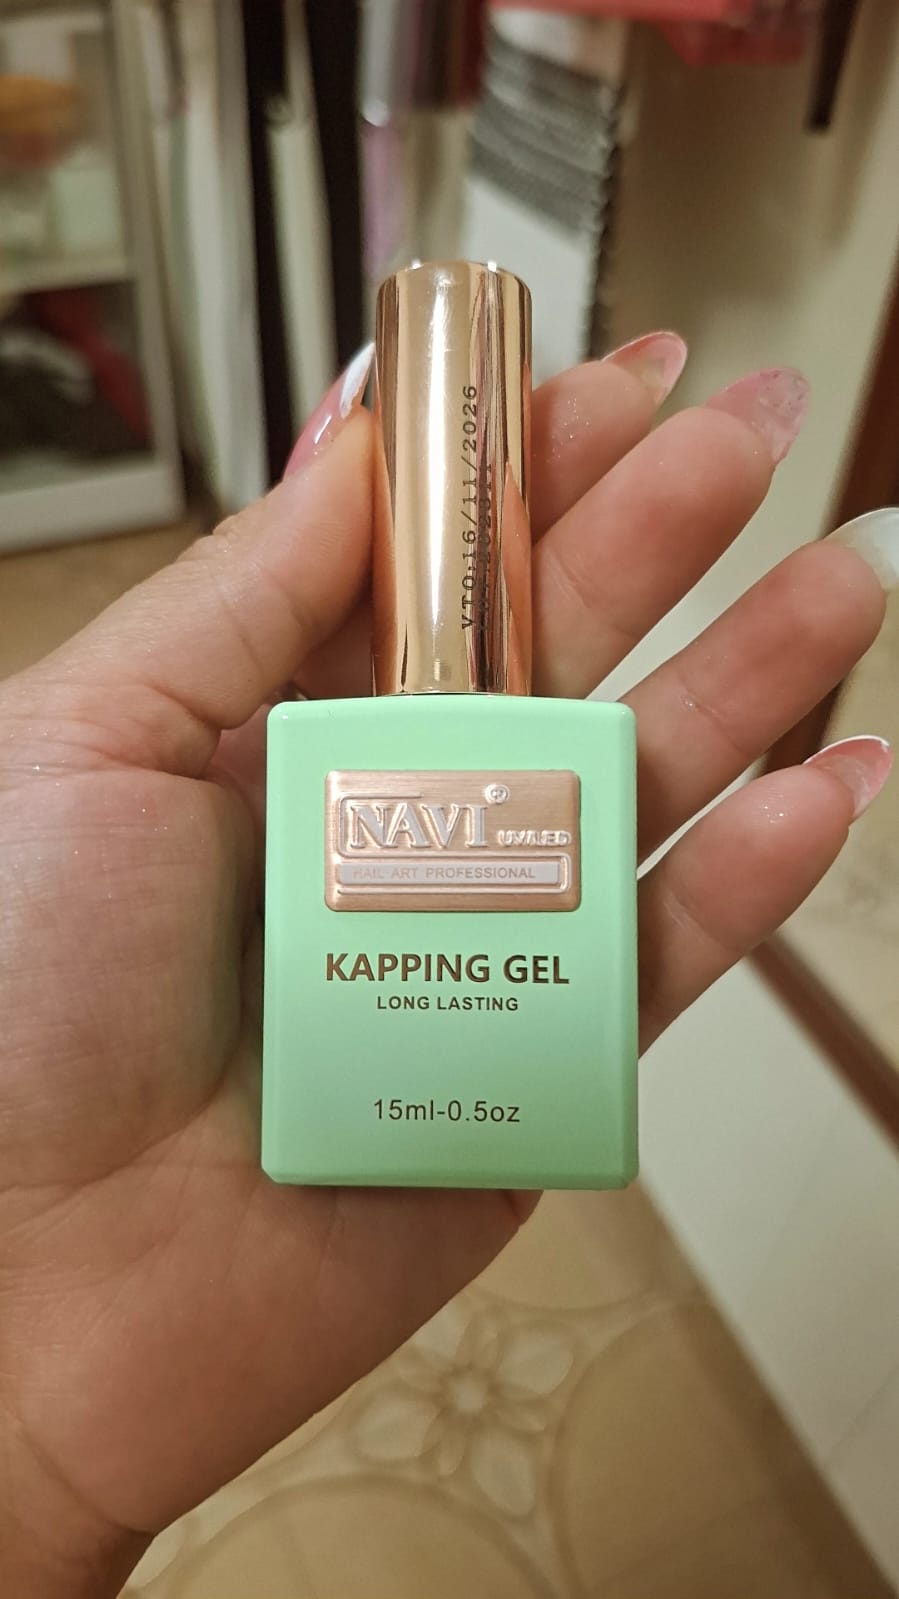 VTO:16/11/2026
NAVI®
UV/LED
NAIL ART PROFESSIONAL
KAPPING GEL
LONG LASTING
15ml-0.5oz